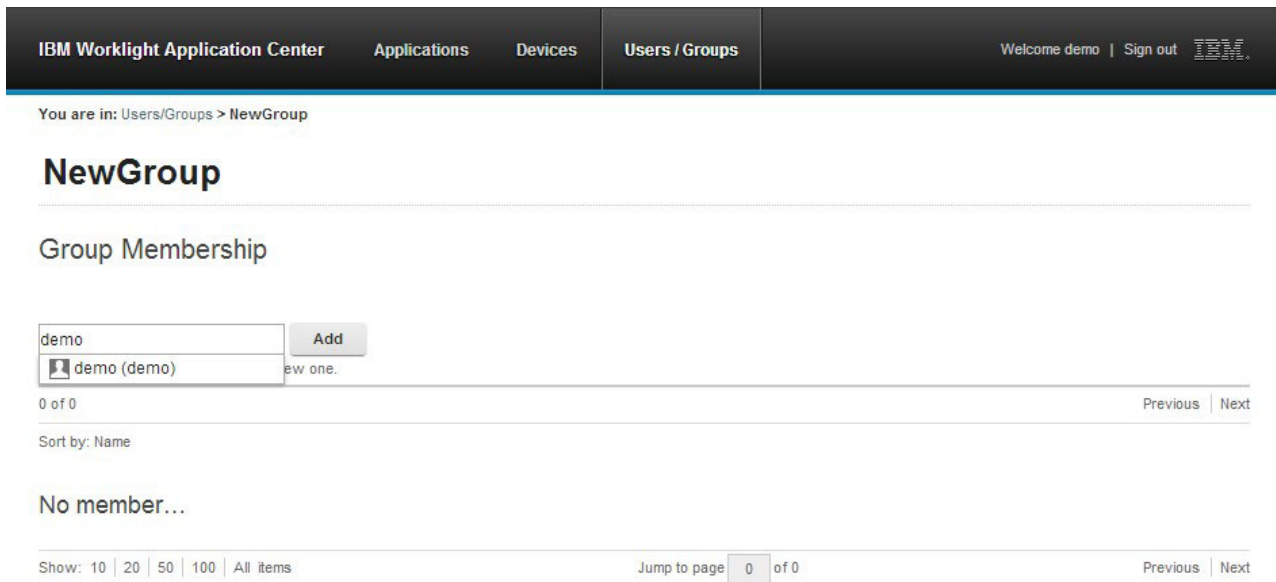 IBM Worklight Application Center Applications Devices Users / Groups Welcome demo | Sign out IBM
You are in: Users/Groups > NewGroup
NewGroup
Group Membership
demo Add
demo (demo) ew one.
0 of 0 Previous | Next
Sort by: Name
No member...
Show: 10 | 20 | 50 | 100 | All items Jump to page 0 of 0 Previous | Next